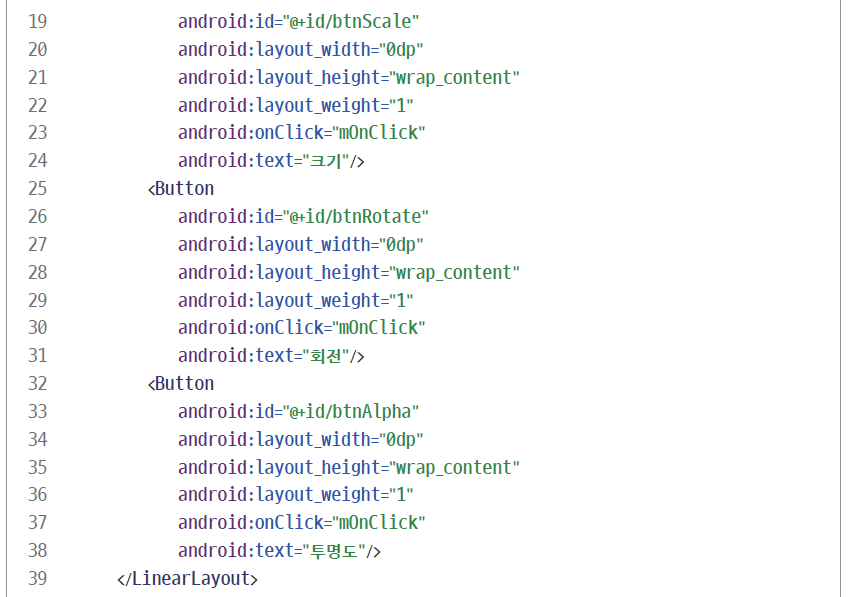 19 android:id="@+id/btnScale"
20 android:layout_width="0dp"
21 android:layout_height="wrap_content"
22 android:layout_weight="1"
23 android:onClick="mOnClick"
24 android:text="크기"/>
25 <Button
26 android:id="@+id/btnRotate"
27 android:layout_width="0dp"
28 android:layout_height="wrap_content"
29 android:layout_weight="1"
30 android:onClick="mOnClick"
31 android:text="회전"/>
32 <Button
33 android:id="@+id/btnAlpha"
34 android:layout_width="0dp"
35 android:layout_height="wrap_content"
36 android:layout_weight="1"
37 android:onClick="mOnClick"
38 android:text="투명도"/>
39 </LinearLayout>